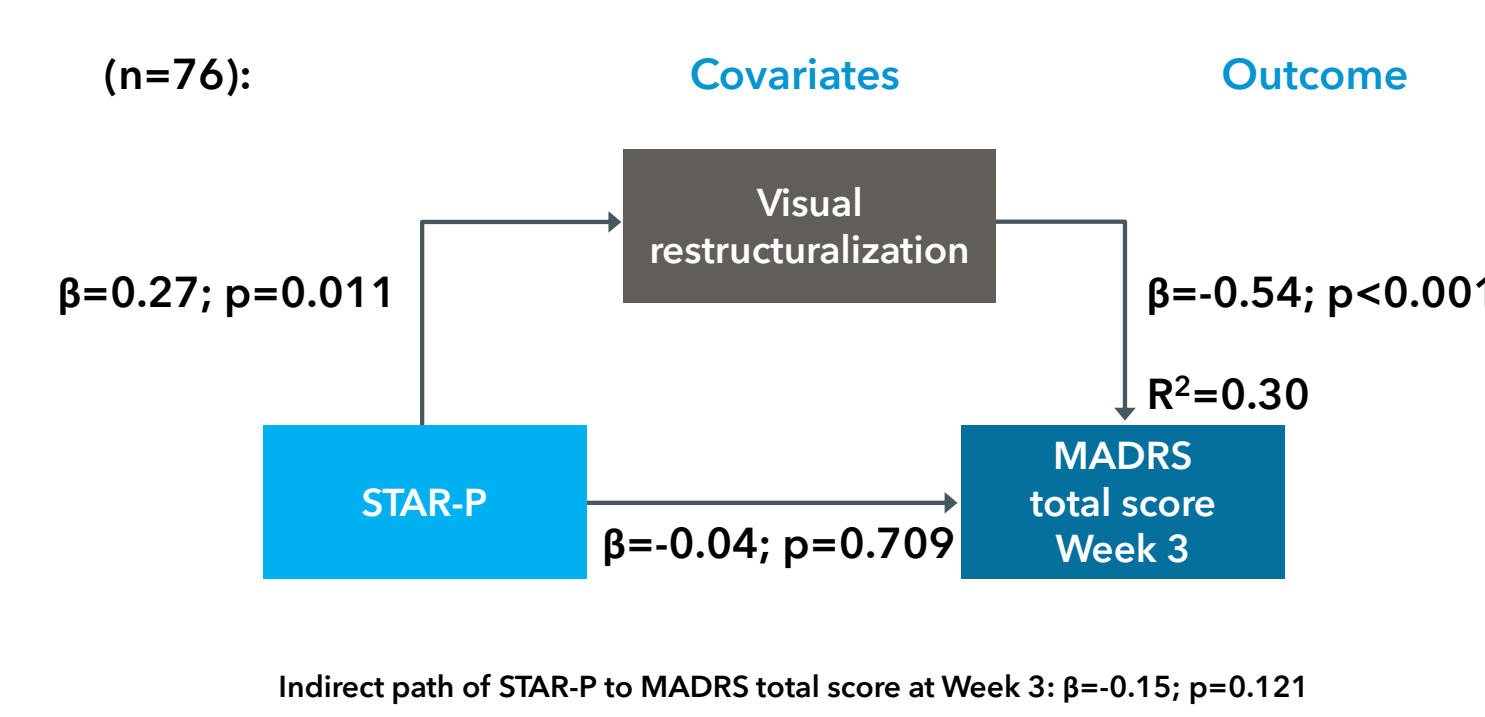 (n=76):
Covariates
Outcome
Visual
restructuralization
β=0.27; p=0.011
β=-0.54; p<0.001
R²=0.30
STAR-P
MADRS
total score
Week 3
β=-0.04; p=0.709
Indirect path of STAR-P to MADRS total score at Week 3: β=-0.15; p=0.121